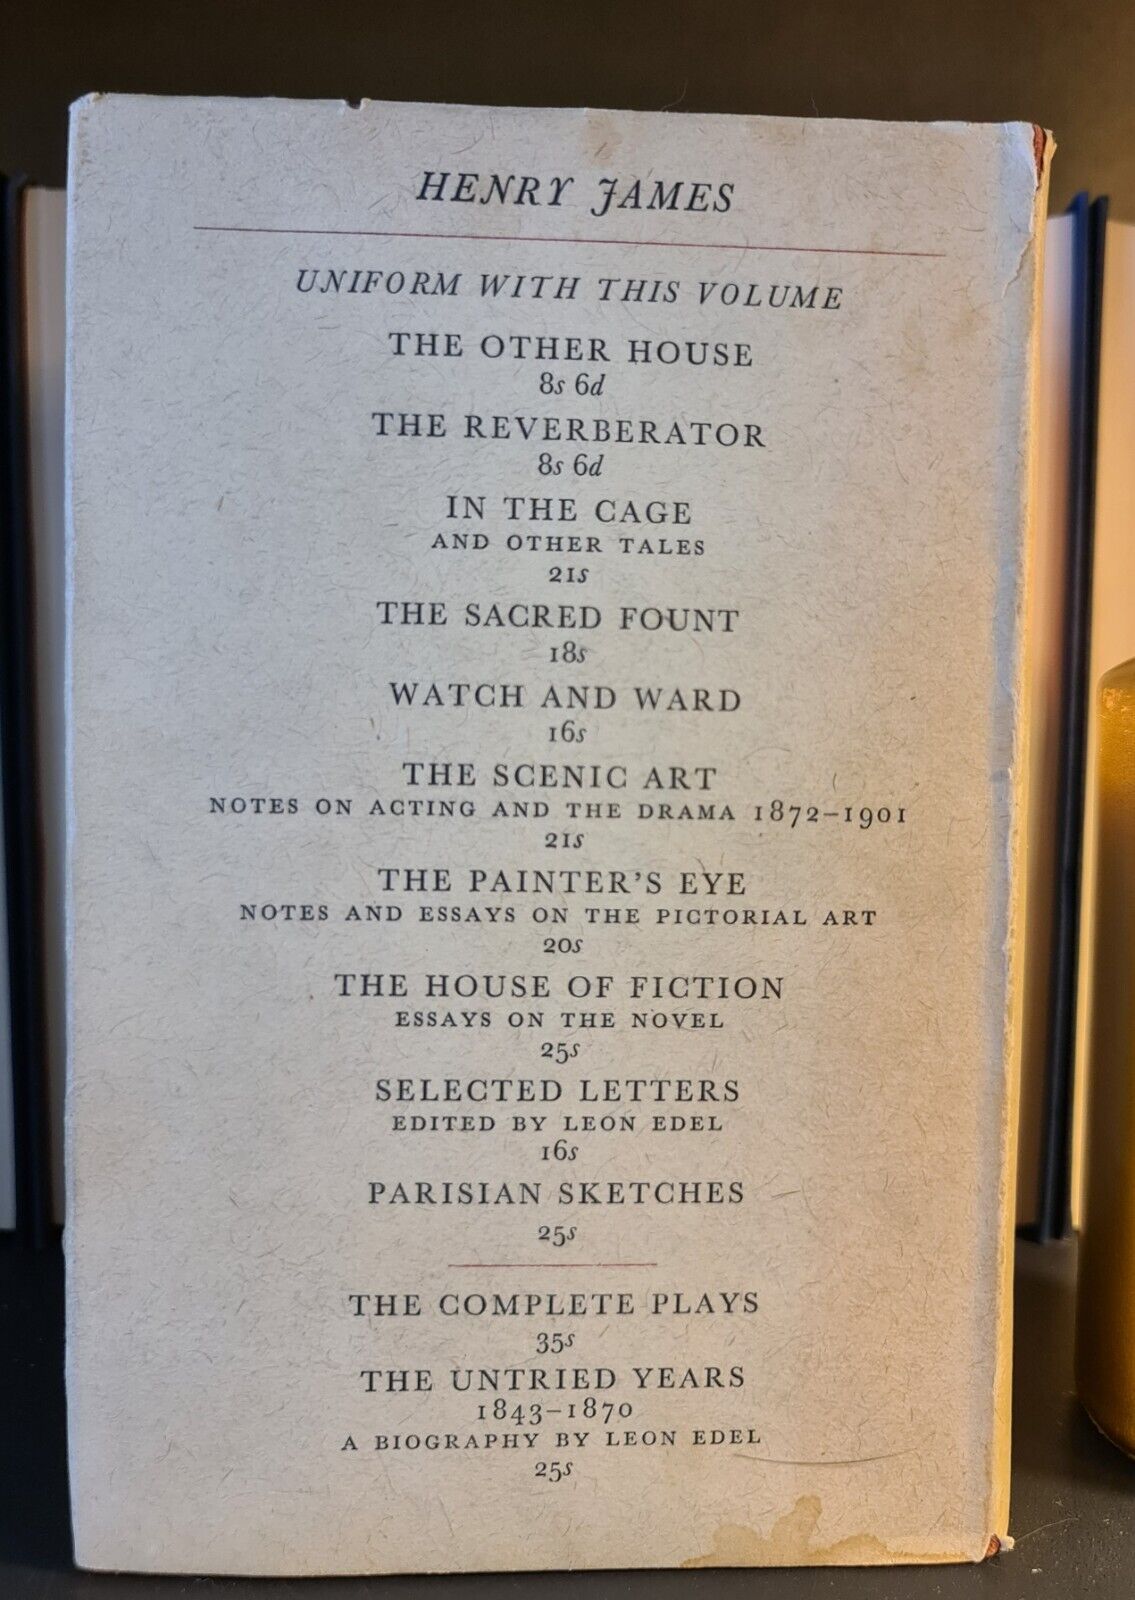 HENRY JAMES
UNIFORM WITH THIS VOLUME
THE OTHER HOUSE
8s 6d
THE REVERBERATOR
8s 6d
IN THE CAGE
AND OTHER TALES
21s
THE SACRED FOUNT
18s
WATCH AND WARD
16s
THE SCENIC ART
NOTES ON ACTING AND THE DRAMA 1872–1901
21s
THE PAINTER'S EYE
NOTES AND ESSAYS ON THE PICTORIAL ART
20s
THE HOUSE OF FICTION
ESSAYS ON THE NOVEL
25s
SELECTED LETTERS
EDITED BY LEON EDEL
16s
PARISIAN SKETCHES
25s
THE COMPLETE PLAYS
35s
THE UNTRIED YEARS
1843–1870
A BIOGRAPHY BY LEON EDEL
25s